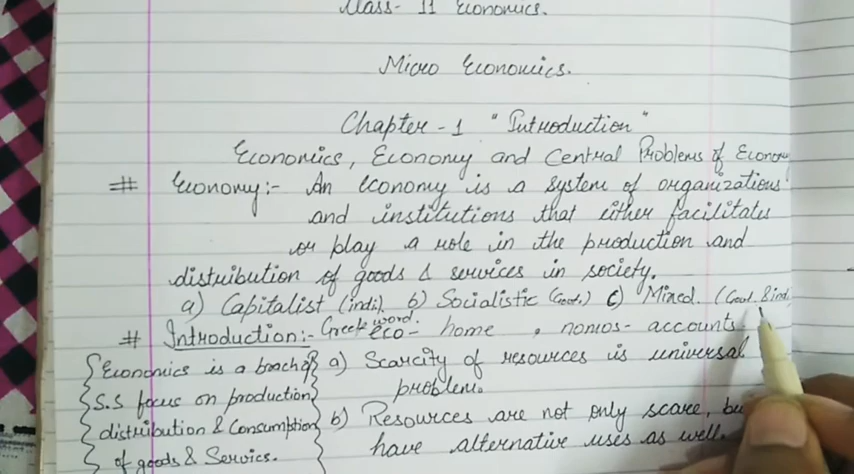 Class- 11 Economics.
Micro Economics.
Chapter - 1 "Introduction"
Economics, Economy and Central Problems of Economy
# Economy:- An economy is a system of organizations
and institutions that either facilitates
or play a role in the production and
distribution of goods & services in society.
a) Capitalist (indi.) b) Socialistic (Govt.) c) Mixed. (Govt. & indi.
# Introduction:- Greek word. eco- home , nomos- accounts
a) Scarcity of resources is universal
problem.
b) Resources are not only scare, bu
have alternative uses as well.
Economics is a brach of
S.S focus on production
distribution & Consumption
of goods & Servics.